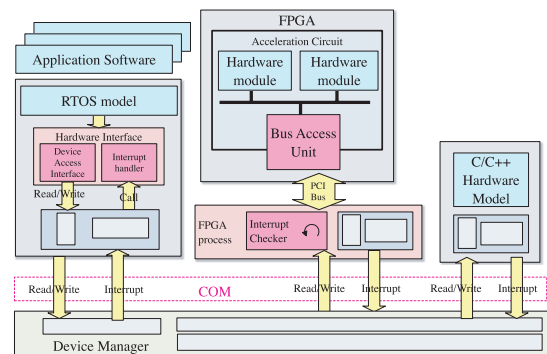 Application Software
RTOS model
Hardware Interface
Device
Access
Interface
Interrupt
handler
Read/Write
Call
FPGA
Acceleration Circuit
Hardware
module
Hardware
module
Bus Access
Unit
PCI
Bus
FPGA
process
Interrupt
Checker
C/C++
Hardware
Model
Read/Write
Interrupt
COM
Read/Write
Interrupt
Read/Write
Interrupt
Device Manager